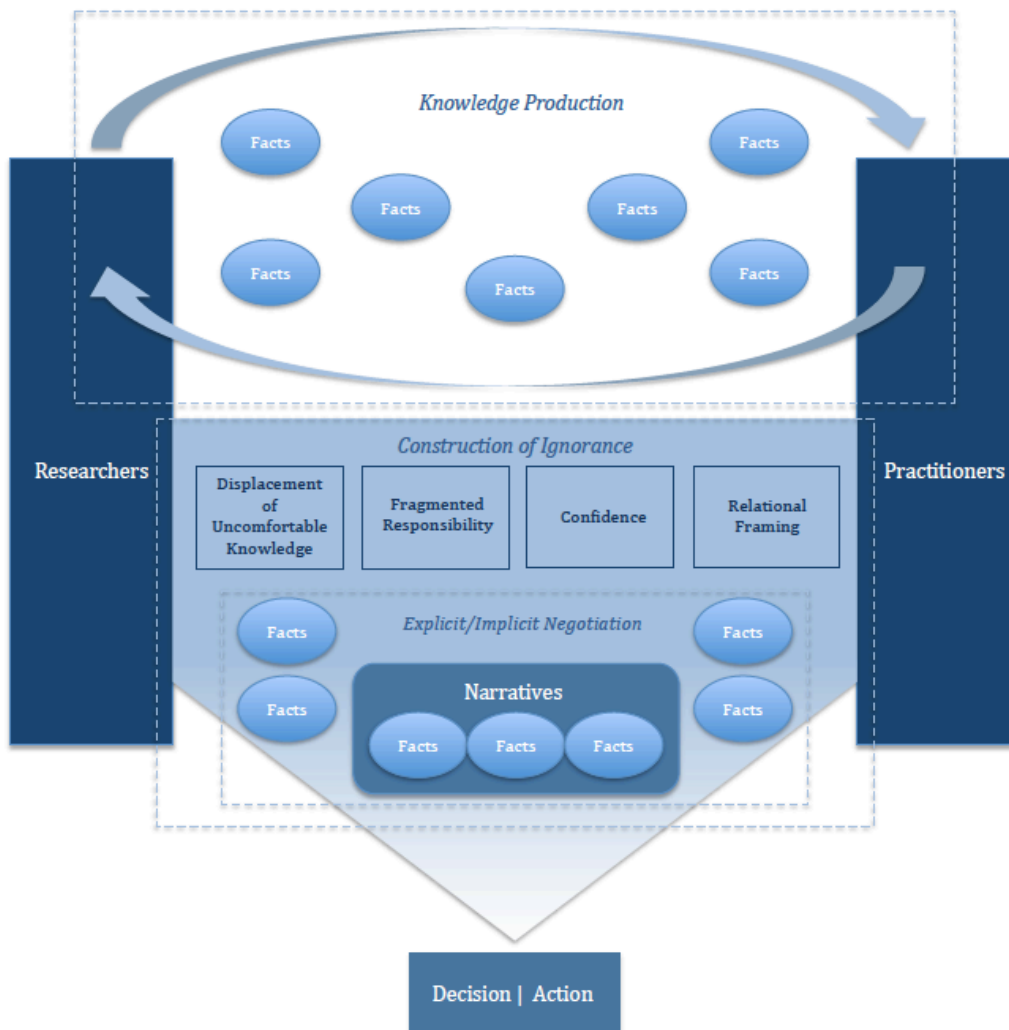 Knowledge Production
Facts
Facts
Facts
Facts
Facts
Facts
Facts
Researchers
Practitioners
Construction of Ignorance
Displacement
of
Uncomfortable
Knowledge
Fragmented
Responsibility
Confidence
Relational
Framing
Explicit/Implicit Negotiation
Facts
Facts
Facts
Facts
Narratives
Facts
Facts
Facts
Decision | Action